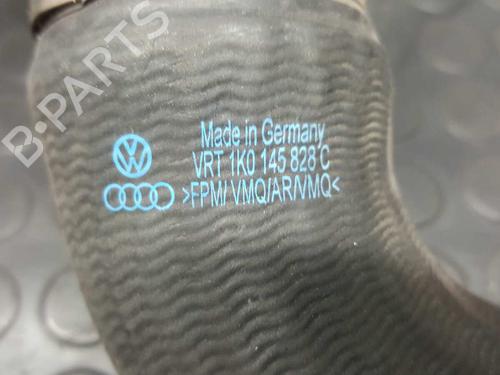 B-PARTS
Made in Germany
VRT 1K0 145 828 C
>FPM/VMQ/AR/VMQ<